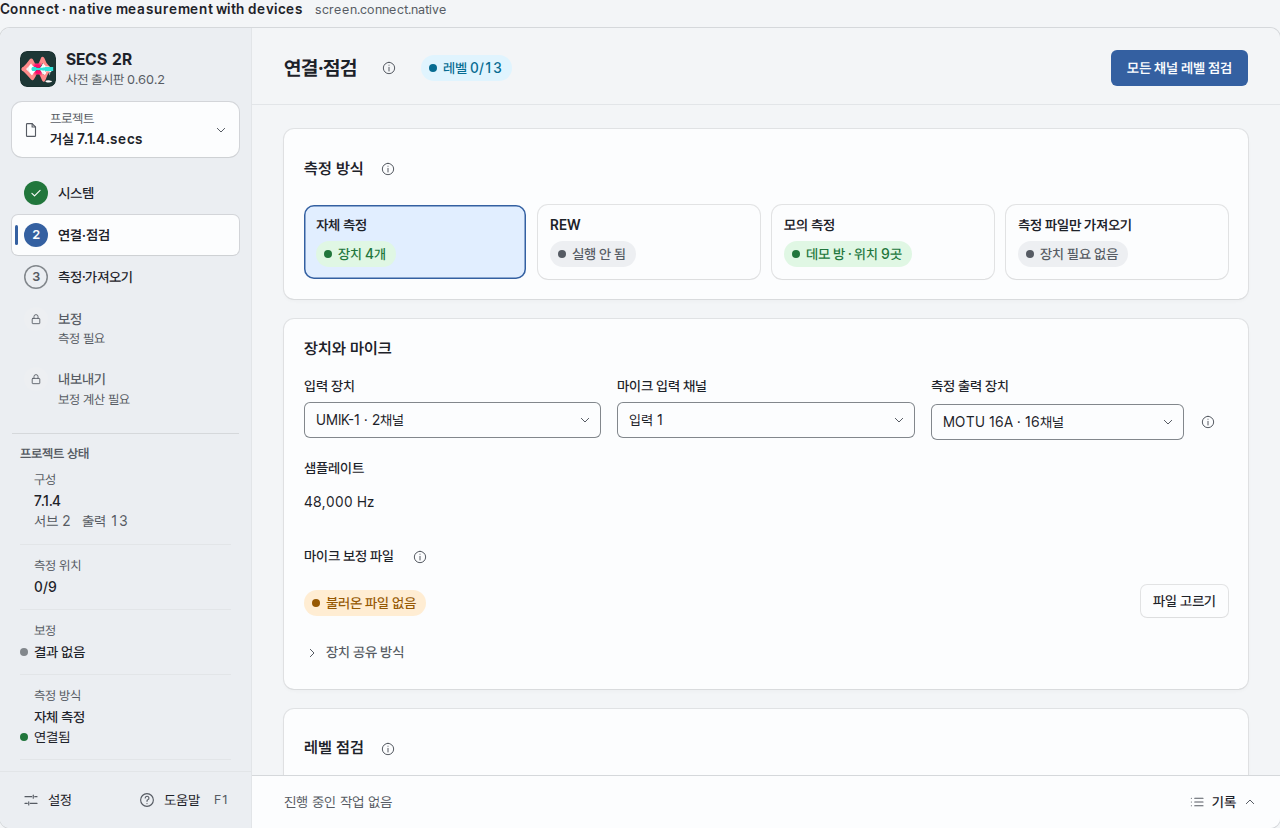 Connect · native measurement with devices screen.connect.native
SECS 2R
사전 출시판 0.60.2
프로젝트
거실 7.1.4.secs
시스템
2 연결·점검
3 측정·가져오기
보정
측정 필요
내보내기
보정 계산 필요
프로젝트 상태
구성
7.1.4
서브 2 출력 13
측정 위치
0/9
보정
결과 없음
측정 방식
자체 측정
연결됨
설정 도움말 F1
연결·점검 레벨 0/13 모든 채널 레벨 점검
측정 방식
자체 측정
장치 4개
REW
실행 안 됨
모의 측정
데모 방 · 위치 9곳
측정 파일만 가져오기
장치 필요 없음
장치와 마이크
입력 장치
UMIK-1 · 2채널
마이크 입력 채널
입력 1
측정 출력 장치
MOTU 16A · 16채널
샘플레이트
48,000 Hz
마이크 보정 파일
불러온 파일 없음 파일 고르기
장치 공유 방식
레벨 점검
진행 중인 작업 없음 기록